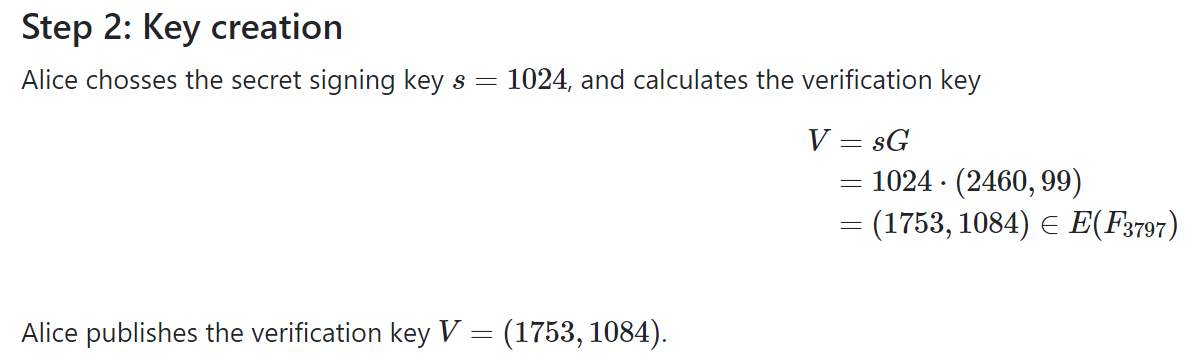 Step 2: Key creation
Alice chosses the secret signing key s = 1024, and calculates the verification key
V = sG
= 1024 · (2460, 99)
= (1753, 1084) ∈ E(F₃₇₉₇)
Alice publishes the verification key V = (1753, 1084).